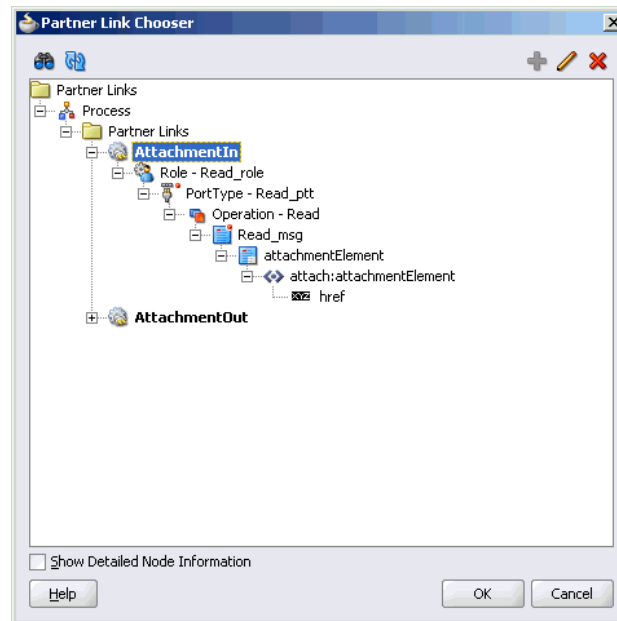 Partner Link Chooser
Partner Links
Process
Partner Links
AttachmentIn
Role - Read_role
PortType - Read_ptt
Operation - Read
Read_msg
attachmentElement
attach:attachmentElement
XYZ href
AttachmentOut
Show Detailed Node Information
Help OK Cancel